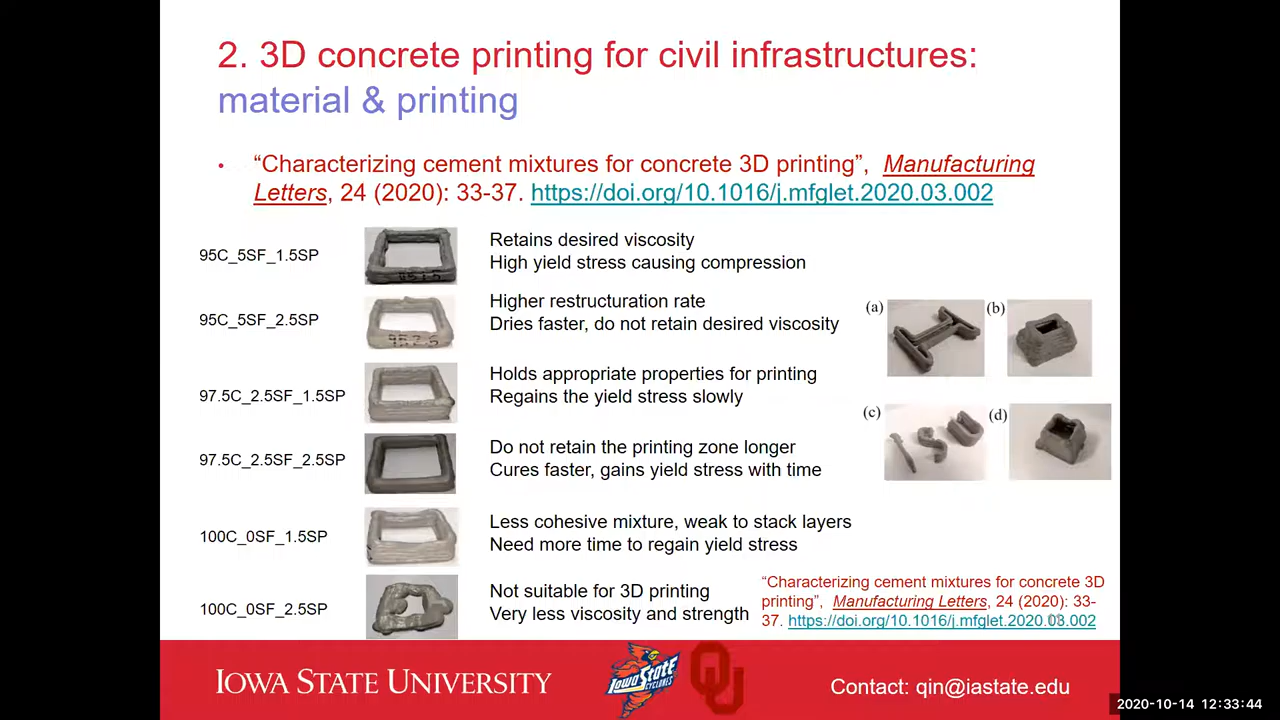 2. 3D concrete printing for civil infrastructures:
material & printing
• “Characterizing cement mixtures for concrete 3D printing”, Manufacturing
Letters, 24 (2020): 33-37. https://doi.org/10.1016/j.mfglet.2020.03.002
95C_5SF_1.5SP
Retains desired viscosity
High yield stress causing compression
95C_5SF_2.5SP
Higher restructuration rate
Dries faster, do not retain desired viscosity
97.5C_2.5SF_1.5SP
Holds appropriate properties for printing
Regains the yield stress slowly
97.5C_2.5SF_2.5SP
Do not retain the printing zone longer
Cures faster, gains yield stress with time
100C_0SF_1.5SP
Less cohesive mixture, weak to stack layers
Need more time to regain yield stress
100C_0SF_2.5SP
Not suitable for 3D printing
Very less viscosity and strength
(a)
(b)
(c)
(d)
“Characterizing cement mixtures for concrete 3D
printing”, Manufacturing Letters, 24 (2020): 33-
37. https://doi.org/10.1016/j.mfglet.2020.03.002
IOWA STATE UNIVERSITY
IOWA STATE
CYCLONES
OU
Contact: qin@iastate.edu
2020-10-14 12:33:44